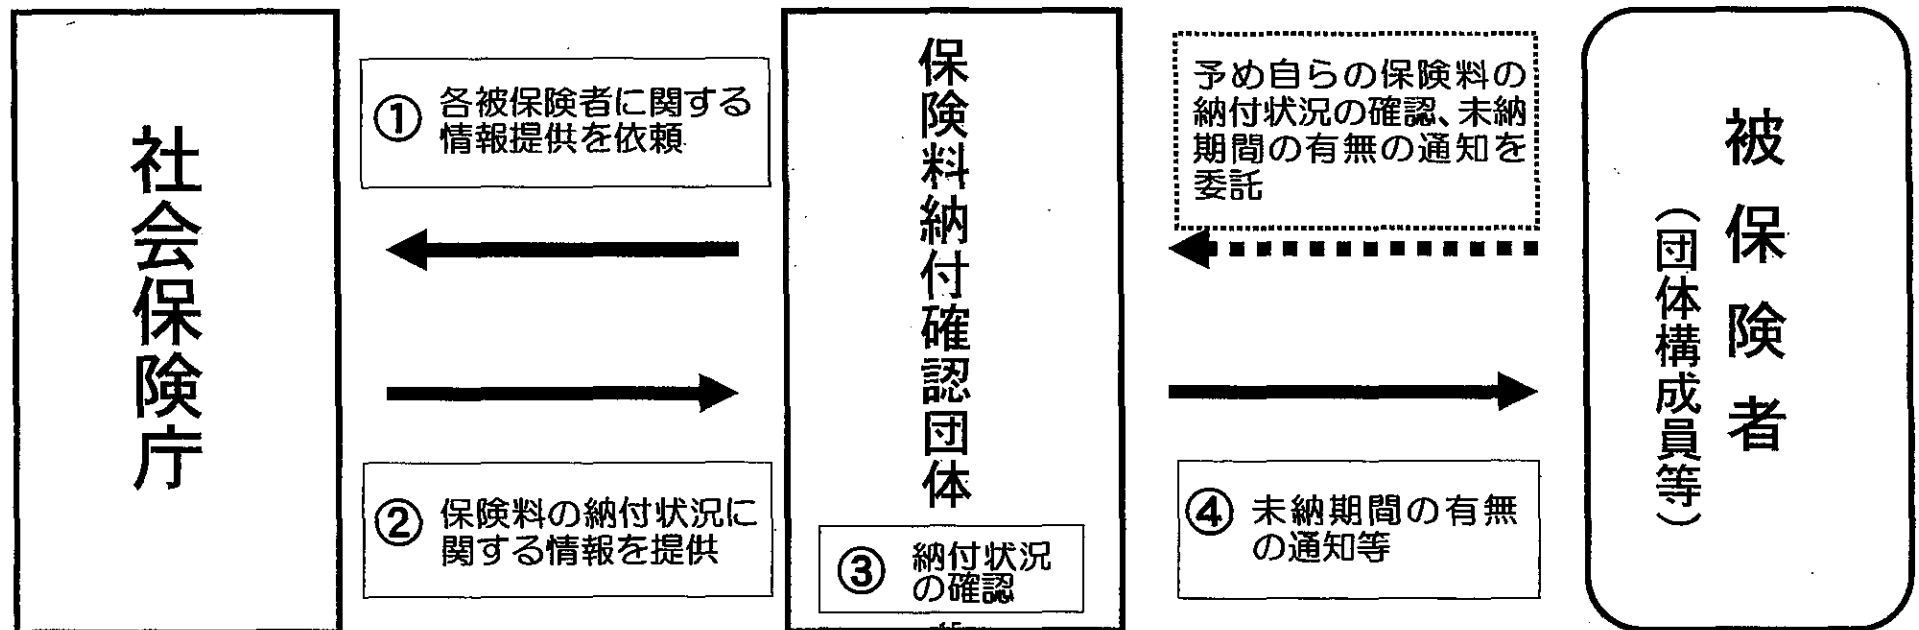 社会保険庁
① 各被保険者に関する
情報提供を依頼
② 保険料の納付状況に
関する情報を提供
保険料納付確認団体
③ 納付状況
の確認
予め自らの保険料の
納付状況の確認、未納
期間の有無の通知を
委託
④ 未納期間の有無
の通知等
被保険者
（団体構成員等）